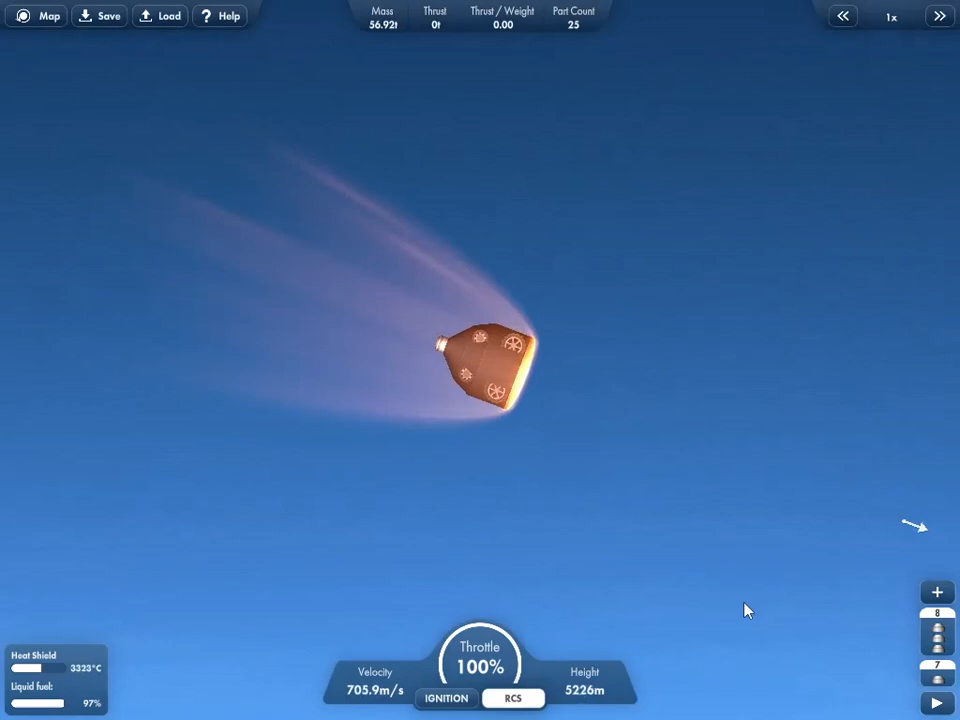 Map Save Load Help
Mass Thrust Thrust / Weight Part Count
56.92t 0t 0.00 25
1x
8
7
Heat Shield
3323°C
Liquid fuel:
97%
Throttle
100%
Velocity Height
705.9m/s 5226m
IGNITION RCS